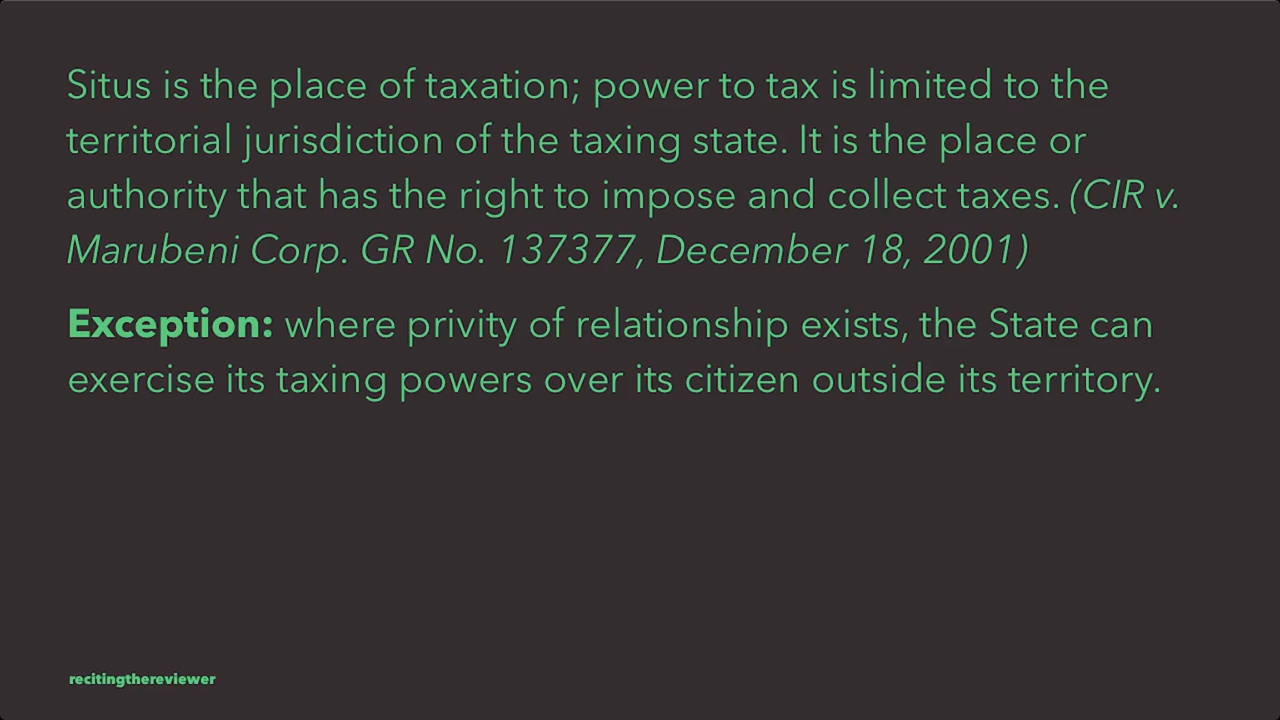 Situs is the place of taxation; power to tax is limited to the
territorial jurisdiction of the taxing state. It is the place or
authority that has the right to impose and collect taxes. (CIR v.
Marubeni Corp. GR No. 137377, December 18, 2001)
Exception: where privity of relationship exists, the State can
exercise its taxing powers over its citizen outside its territory.
recitingthereviewer